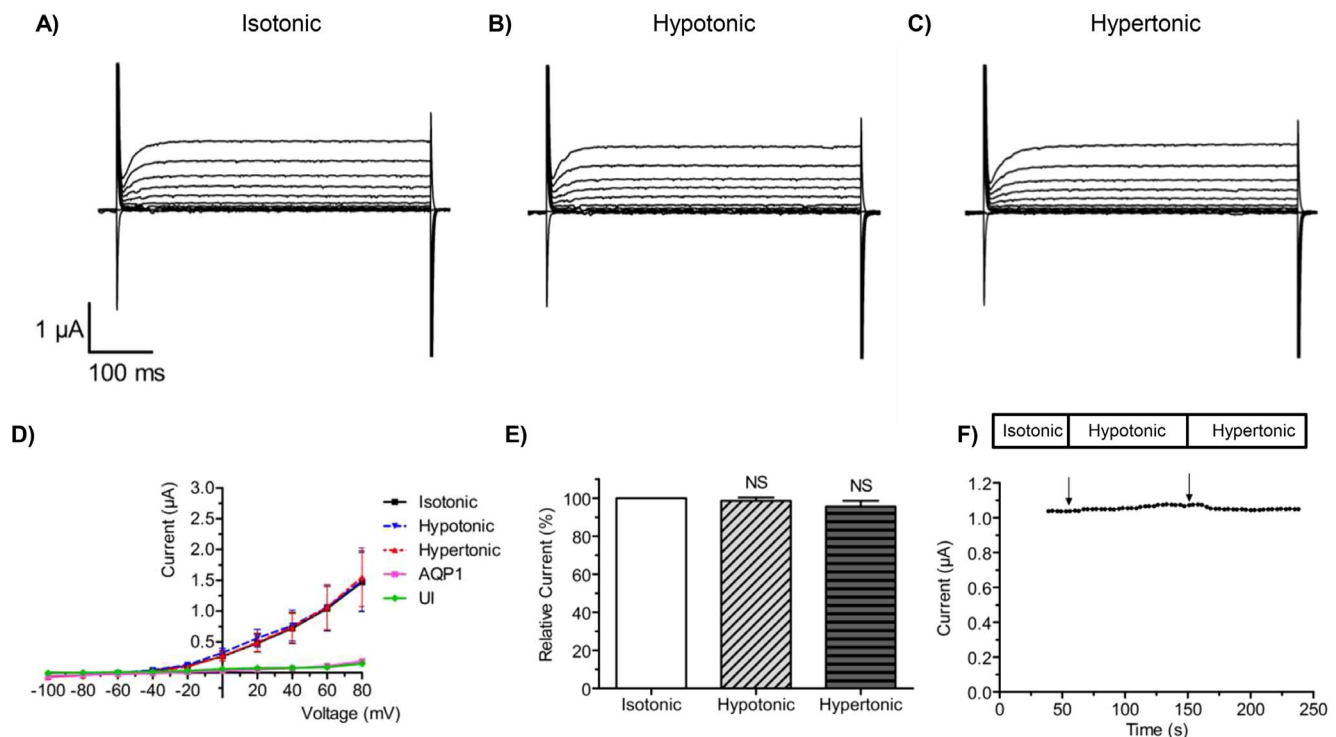 A)
Isotonic
B)
Hypotonic
C)
Hypertonic
1 µA
100 ms
D)
Current (µA)
3.0
2.5
2.0
1.5
1.0
0.5
-100
-80
-60
-40
-20
20
40
60
80
Voltage (mV)
Isotonic
Hypotonic
Hypertonic
AQP1
UI
E)
Relative Current (%)
100
80
60
40
20
0
NS
NS
Isotonic
Hypotonic
Hypertonic
F)
Isotonic
Hypotonic
Hypertonic
Current (µA)
1.2
1.0
0.8
0.6
0.4
0.2
0.0
0
50
100
150
200
250
Time (s)